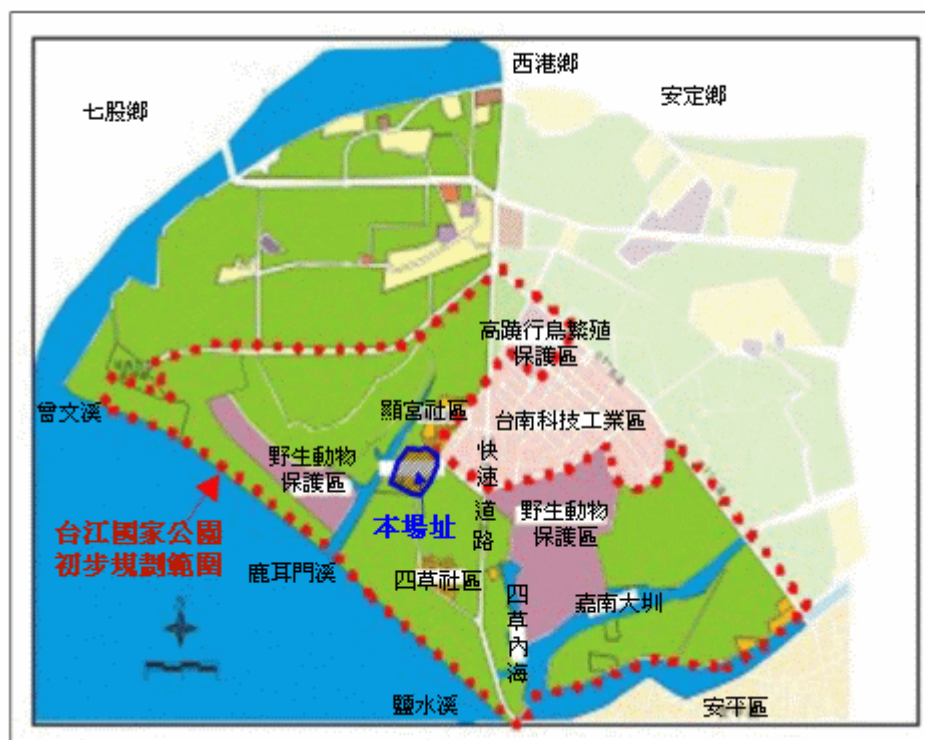 西港鄉
安定鄉
七股鄉
高蹺行鳥繁殖
保護區
顯宮社區
台南科技工業區
曾文溪
野生動物
保護區
快速道路
野生動物
保護區
本場址
台江國家公園
初步規劃範圍
鹿耳門溪
四草社區
四草內海
嘉南大圳
鹽水溪
安平區